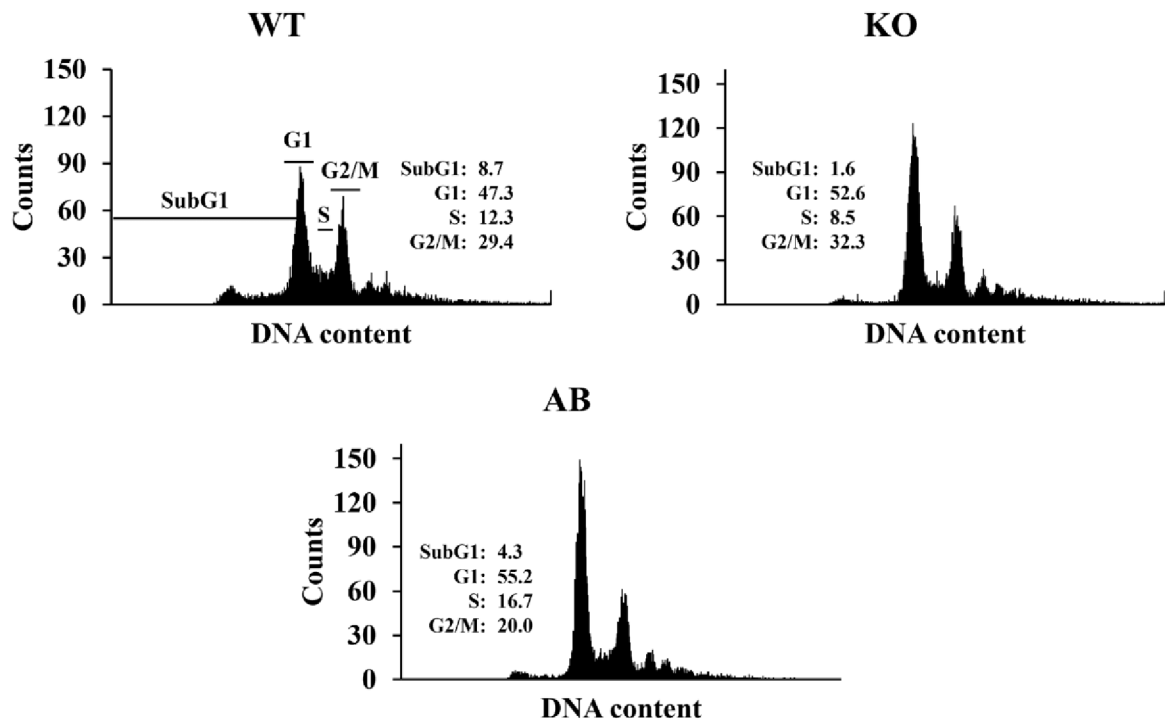 WT
150
120
90
60
30
0
Counts
SubG1
G1
S
G2/M
SubG1: 8.7
G1: 47.3
S: 12.3
G2/M: 29.4
DNA content
KO
150
120
90
60
30
0
Counts
SubG1: 1.6
G1: 52.6
S: 8.5
G2/M: 32.3
DNA content
AB
150
120
90
60
30
0
Counts
SubG1: 4.3
G1: 55.2
S: 16.7
G2/M: 20.0
DNA content